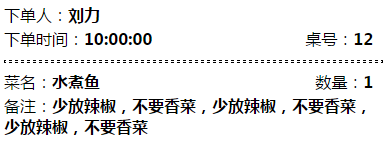 下单人：刘力
下单时间：10:00:00 桌号：12
菜名：水煮鱼 数量：1
备注：少放辣椒，不要香菜，少放辣椒，不要香菜，
少放辣椒，不要香菜